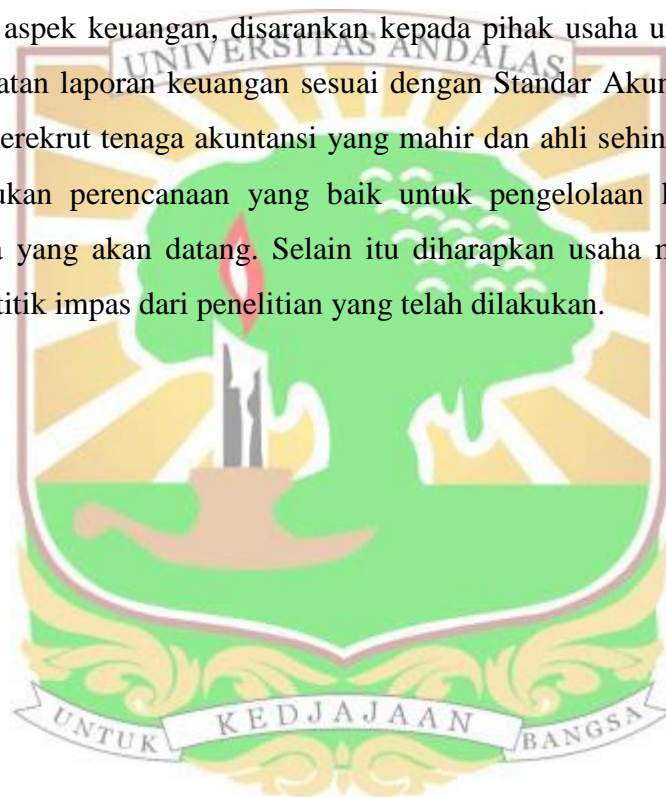 aspek keuangan, disarankan kepada pihak usaha u
UNIVERSITAS ANDALAS
atan laporan keuangan sesuai dengan Standar Akun
erekrut tenaga akuntansi yang mahir dan ahli sehin
ukan perencanaan yang baik untuk pengelolaan
yang akan datang. Selain itu diharapkan usaha
titik impas dari penelitian yang telah dilakukan.
UNTUK KEDJAJAAN BANGSA